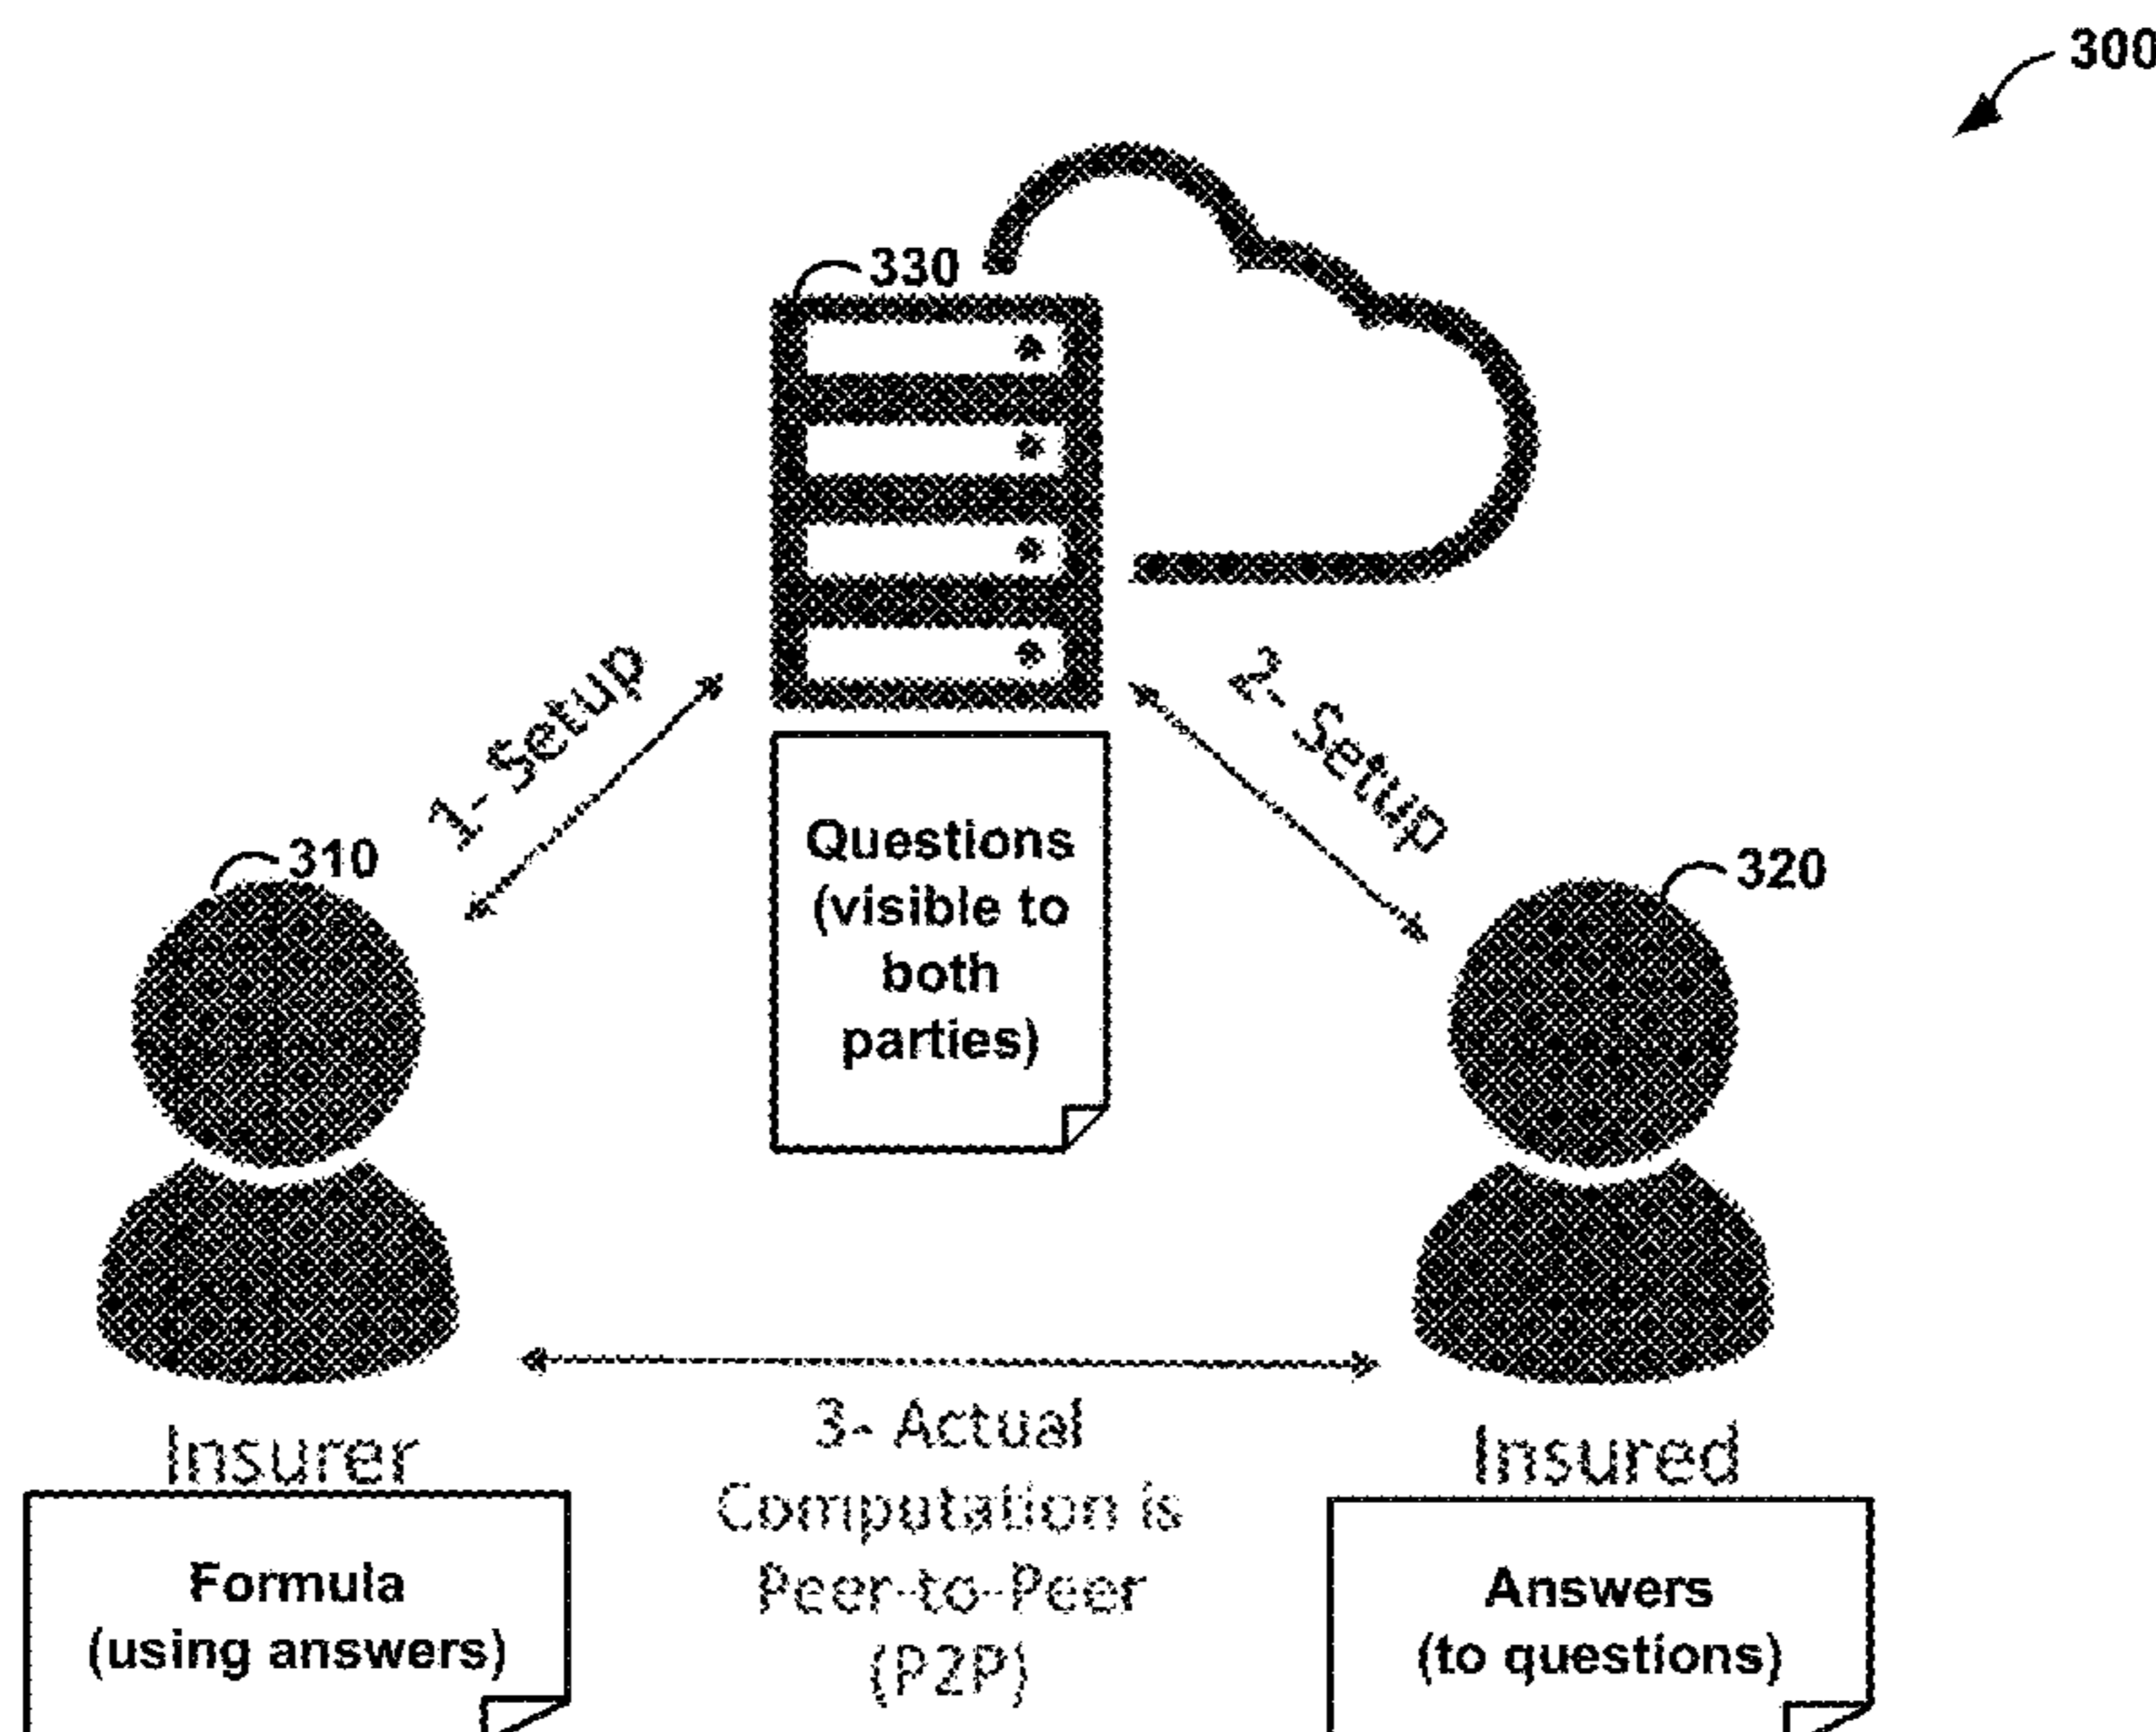 300
330
1- Setup
2- Setup
Questions
(visible to
both
parties)
310
320
Insurer
Insured
3- Actual
Computation is
Peer-to-Peer
(P2P)
Formula
(using answers)
Answers
(to questions)